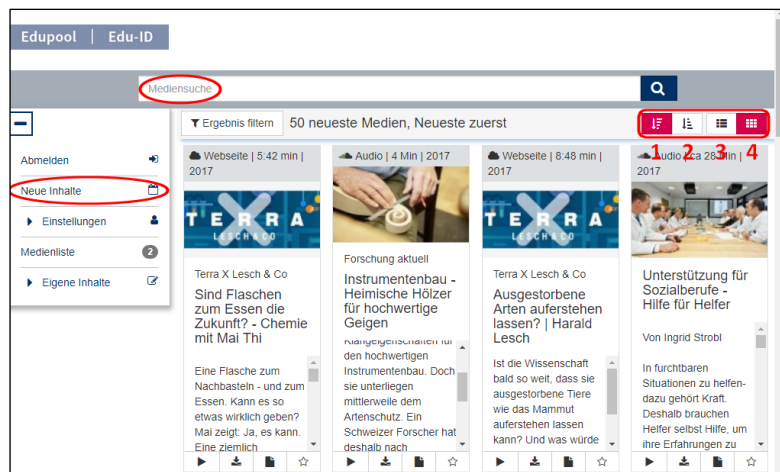 Edupool | Edu-ID
Mediensuche
Ergebnis filtern
50 neueste Medien, Neueste zuerst
1 2 3 4
Abmelden
Neue Inhalte
Einstellungen
Medienliste 2
Eigene Inhalte
Webseite | 5:42 min |
2017
TERRA
LESCH & CO
Terra X Lesch & Co
Sind Flaschen
zum Essen die
Zukunft? - Chemie
mit Mai Thi
Eine Flasche zum
Nachbasteln - und zum
Essen. Kann es so
etwas wirklich geben?
Mai zeigt: Ja, es kann.
Eine ziemlich
Audio | 4 Min | 2017
Forschung aktuell
Instrumentenbau -
Heimische Hölzer
für hochwertige
Geigen
Klangeigenschaften für
den hochwertigen
Instrumentenbau. Doch
sie unterliegen
mittlerweile dem
Artenschutz. Ein
Schweizer Forscher hat
deshalb nach
Webseite | 8:48 min |
2017
TERRA
LESCH & CO
Terra X Lesch & Co
Ausgestorbene
Arten auferstehen
lassen? | Harald
Lesch
Ist die Wissenschaft
bald so weit, dass sie
ausgestorbene Tiere
wie das Mammut
auferstehen lassen
kann? Und was würde
Audio | ca 28 Min |
2017
Unterstützung für
Sozialberufe -
Hilfe für Helfer
Von Ingrid Strobl
In furchtbaren
Situationen zu helfen-
dazu gehört Kraft.
Deshalb brauchen
Helfer selbst Hilfe, um
ihre Erfahrungen zu